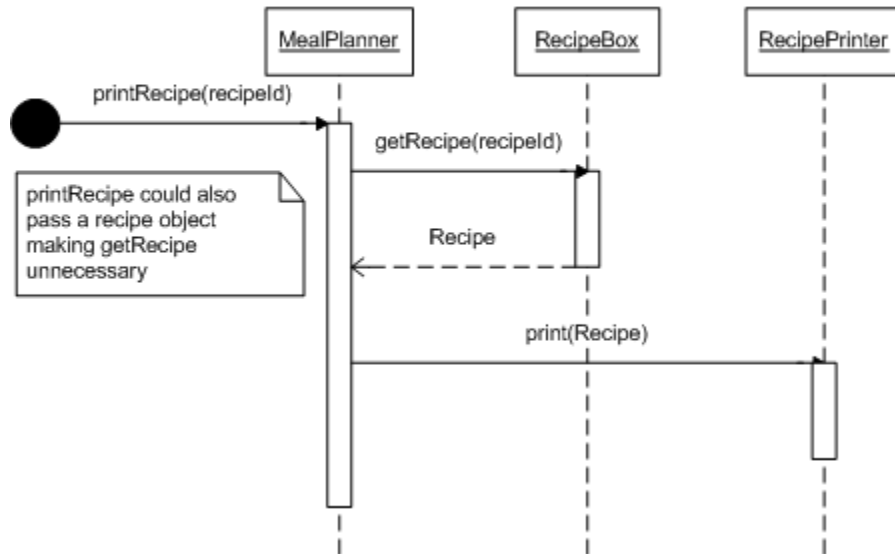 MealPlanner
RecipeBox
RecipePrinter
printRecipe(recipeId)
getRecipe(recipeId)
printRecipe could also
pass a recipe object
making getRecipe
unnecessary
Recipe
print(Recipe)